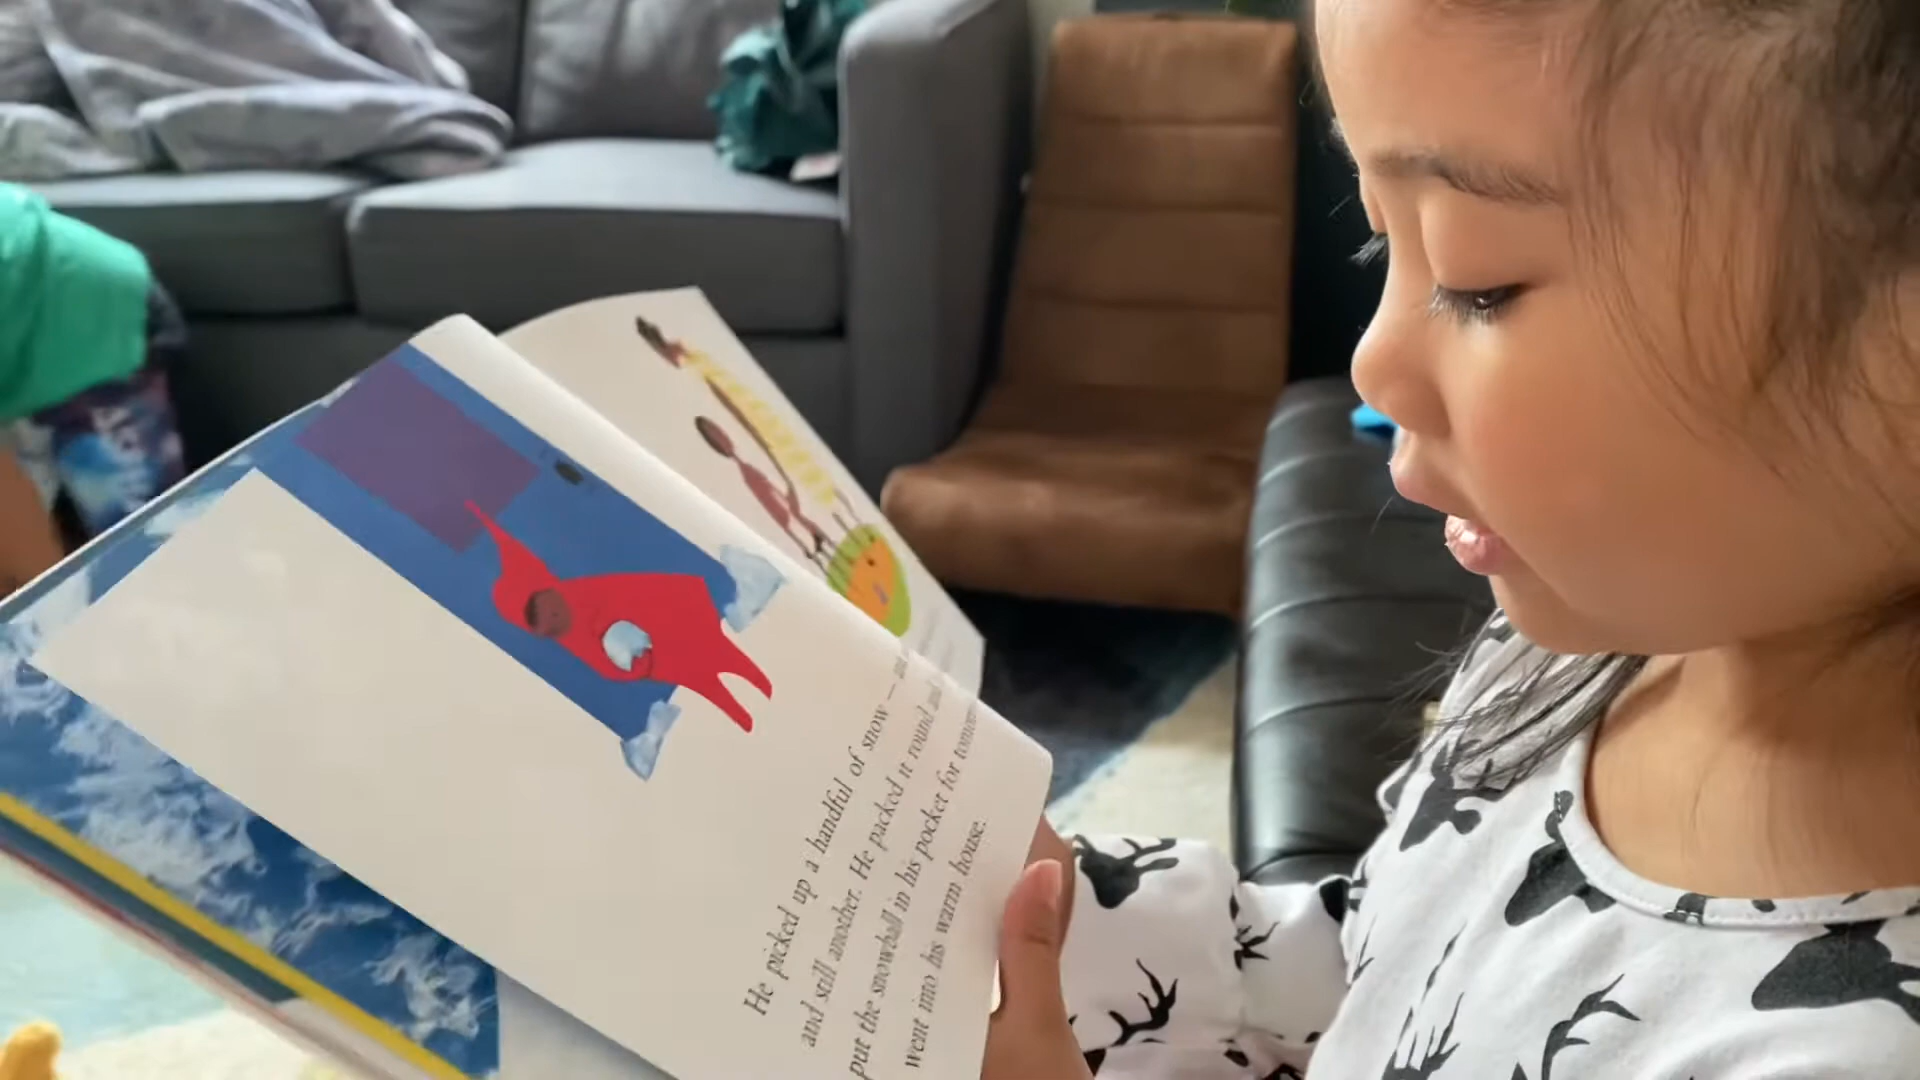 He picked up a handful of snow — and
and still another. He packed it round and
put the snowball in his pocket for
went into his warm house.